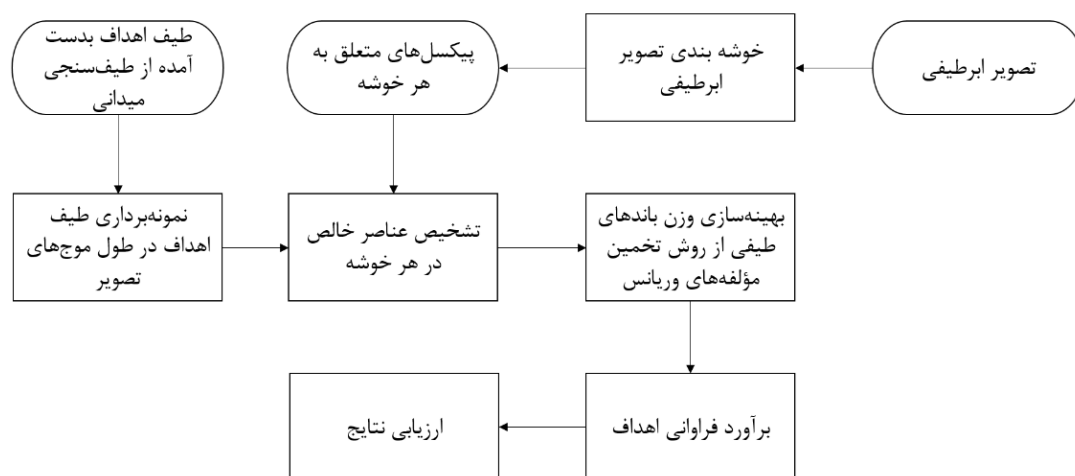 تصویر ابرطیفی
خوشه بندی تصویر
ابرطیفی
پیکسل‌های متعلق به
هر خوشه
طیف اهداف بدست
آمده از طیف‌سنجی
میدانی
نمونه‌برداری طیف
اهداف در طول موج‌های
تصویر
تشخیص عناصر خالص
در هر خوشه
بهینه‌سازی وزن باندهای
طیفی از روش تخمین
مؤلفه‌های وریانس
برآورد فراوانی اهداف
ارزیابی نتایج